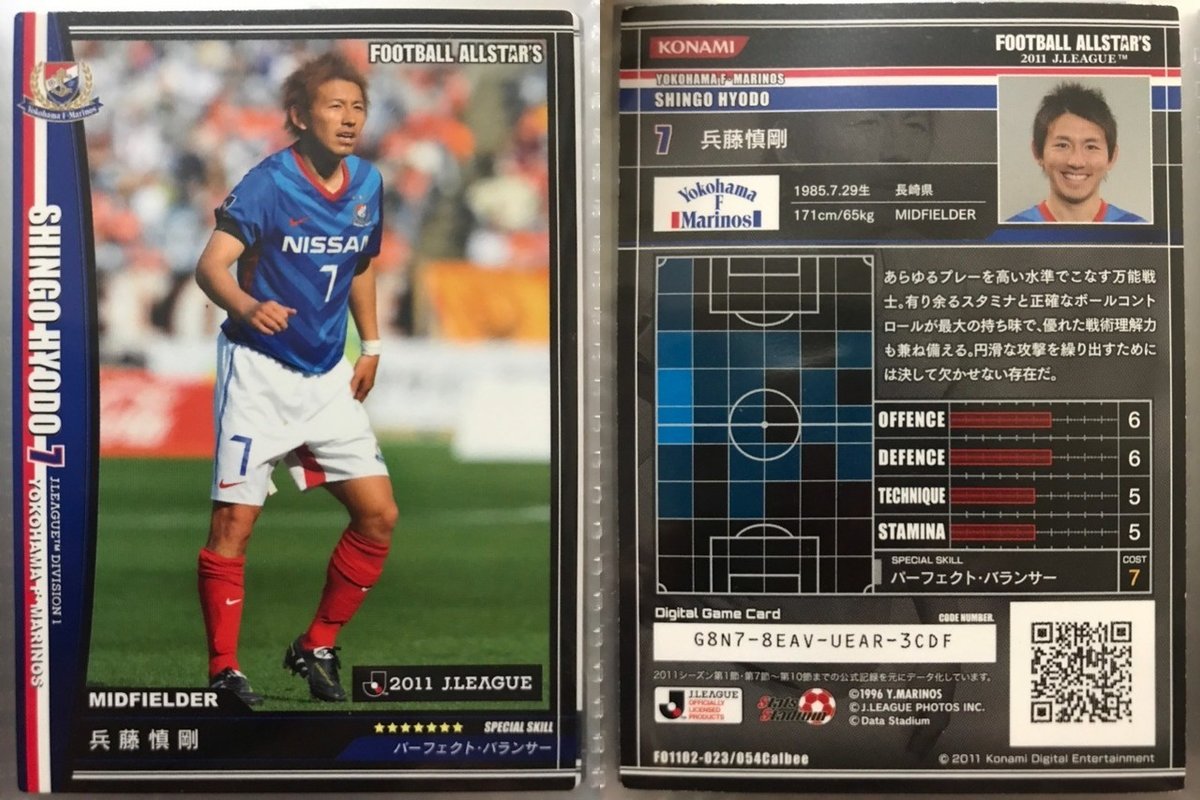 FOOTBALL ALLSTAR'S
Yokohama F·Marinos
SHINGO HYODO 7
J.LEAGUE™ DIVISION 1
YOKOHAMA F·MARINOS
NISSAN
7
7
2011 J.LEAGUE
MIDFIELDER
兵藤慎剛
★★★★★★★ SPECIAL SKILL
パーフェクト・バランサー
KONAMI
FOOTBALL ALLSTAR'S
2011 J.LEAGUE™
YOKOHAMA F·MARINOS
SHINGO HYODO
7 兵藤慎剛
Yokohama
F
Marinos
1985.7.29生 長崎県
171cm/65kg MIDFIELDER
あらゆるプレーを高い水準でこなす万能戦
士。有り余るスタミナと正確なボールコント
ロールが最大の持ち味で、優れた戦術理解力
も兼ね備える。円滑な攻撃を繰り出すために
は決して欠かせない存在だ。
OFFENCE 6
DEFENCE 6
TECHNIQUE 5
STAMINA 5
SPECIAL SKILL COST
パーフェクト・バランサー 7
Digital Game Card CODE NUMBER.
G8N7-8EAV-UEAR-3CDF
2011シーズン第1節・第7節～第10節までの公式記録を元にデータ化しています。
J.LEAGUE
OFFICIALLY
LICENSED
PRODUCTS
Stats
Stadium
©1996 Y.MARINOS
©J.LEAGUE PHOTOS INC.
©Data Stadium
F01102-023/054Calbee
© 2011 Konami Digital Entertainment